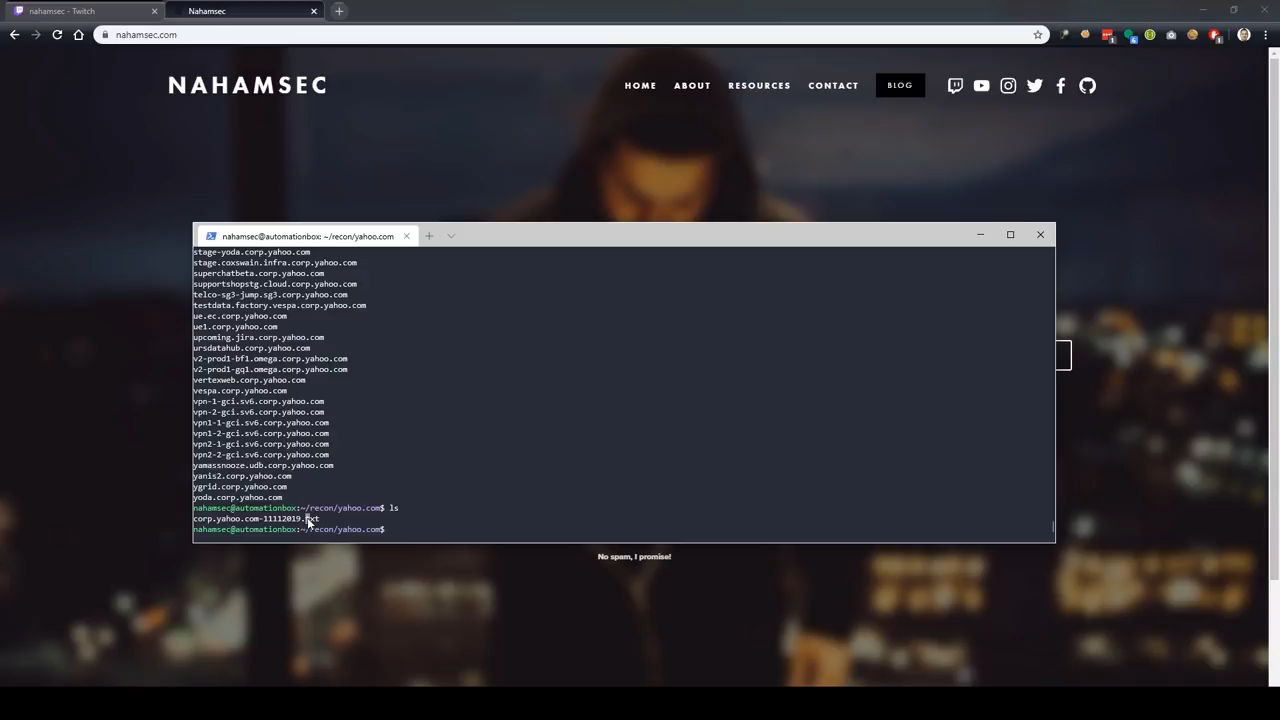 nahamsec - Twitch
Nahamsec
nahamsec.com
NAHAMSEC
HOME ABOUT RESOURCES CONTACT BLOG
nahamsec@automationbox: ~/recon/yahoo.com
stage-yoda.corp.yahoo.com
stage.coxswain.infra.corp.yahoo.com
superchatbeta.corp.yahoo.com
supportshopstg.cloud.corp.yahoo.com
telco-sg3-jump.sg3.corp.yahoo.com
testdata.factory.vespa.corp.yahoo.com
ue.ec.corp.yahoo.com
ue1.corp.yahoo.com
upcoming.jira.corp.yahoo.com
ursdatahub.corp.yahoo.com
v2-prod1-bf1.omega.corp.yahoo.com
v2-prod1-gq1.omega.corp.yahoo.com
vertexweb.corp.yahoo.com
vespa.corp.yahoo.com
vpn-1-gci.sv6.corp.yahoo.com
vpn-2-gci.sv6.corp.yahoo.com
vpn1-1-gci.sv6.corp.yahoo.com
vpn1-2-gci.sv6.corp.yahoo.com
vpn2-1-gci.sv6.corp.yahoo.com
vpn2-2-gci.sv6.corp.yahoo.com
yamassnooze.udb.corp.yahoo.com
yanis2.corp.yahoo.com
ygrid.corp.yahoo.com
yoda.corp.yahoo.com
nahamsec@automationbox:~/recon/yahoo.com$ ls
corp.yahoo.com-11112019.txt
nahamsec@automationbox:~/recon/yahoo.com$
No spam, I promise!